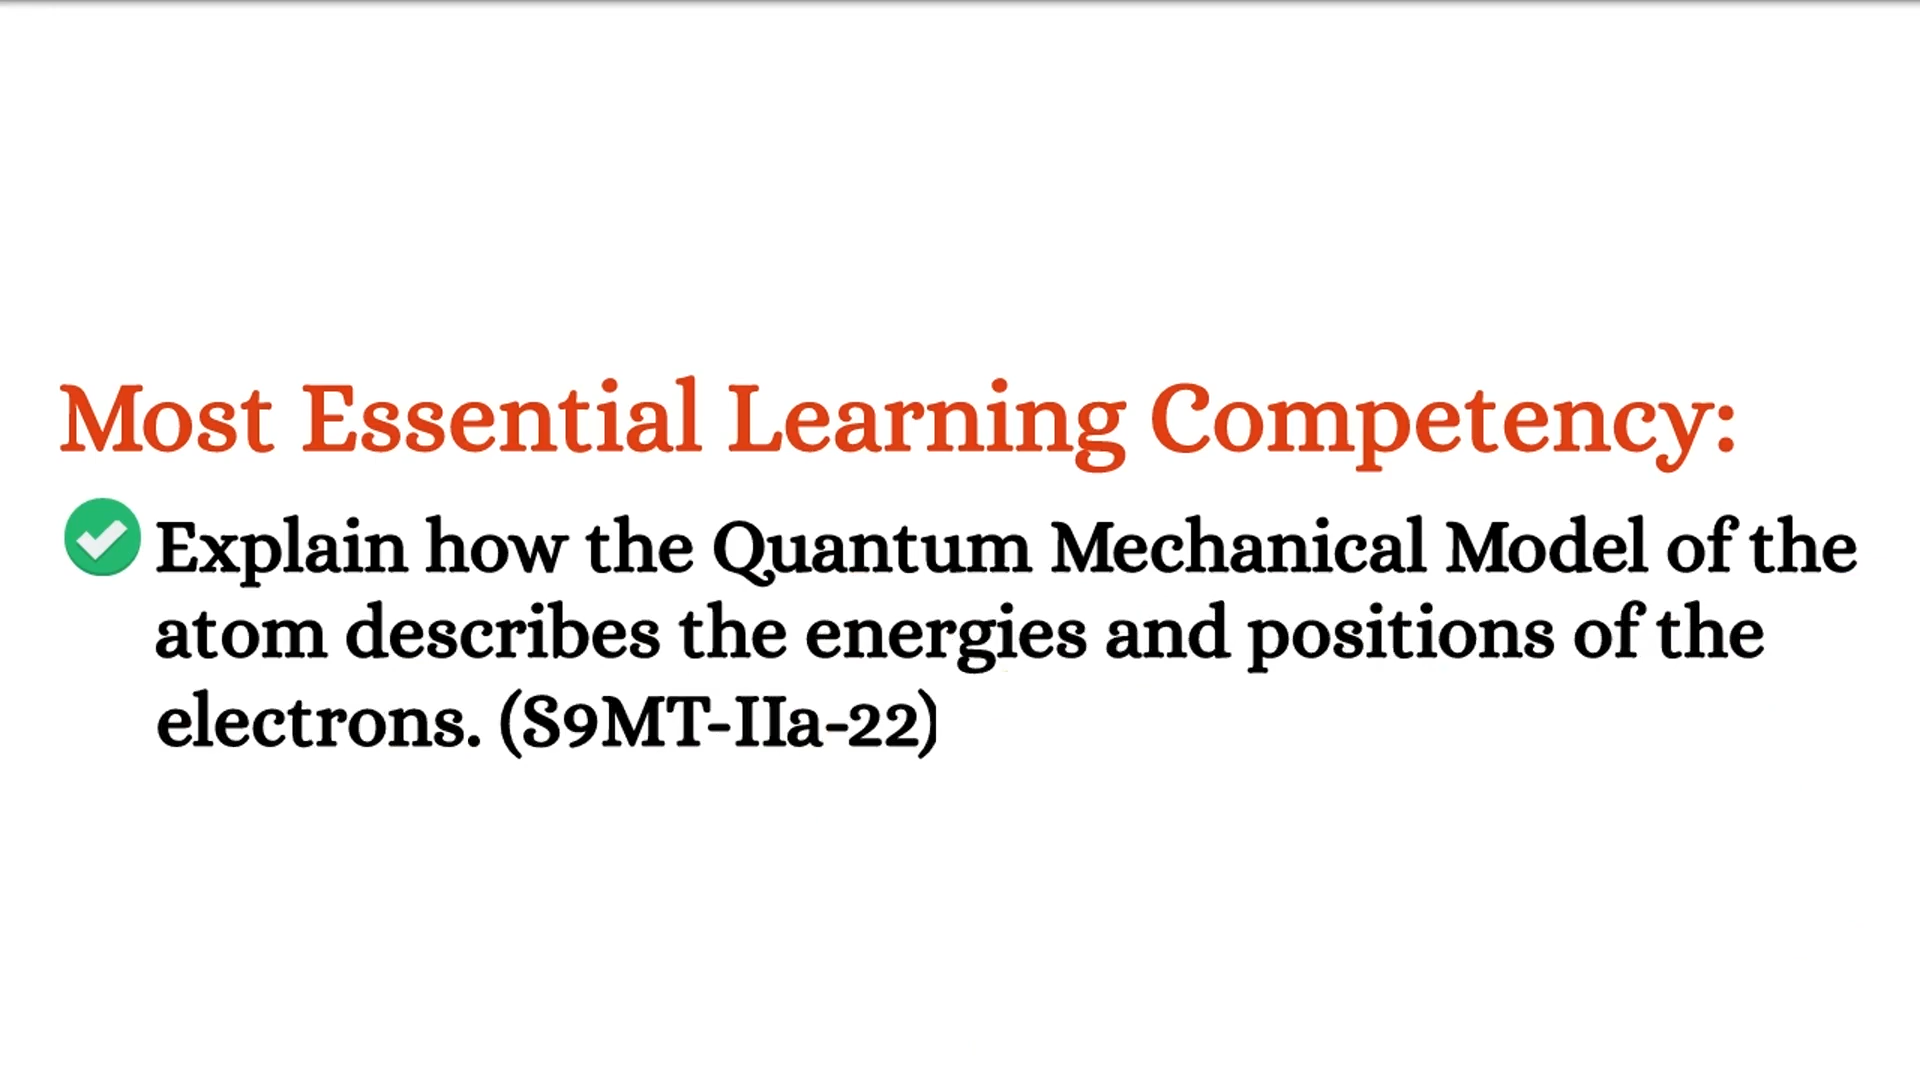 Most Essential Learning Competency:
Explain how the Quantum Mechanical Model of the
atom describes the energies and positions of the
electrons. (S9MT-IIa-22)